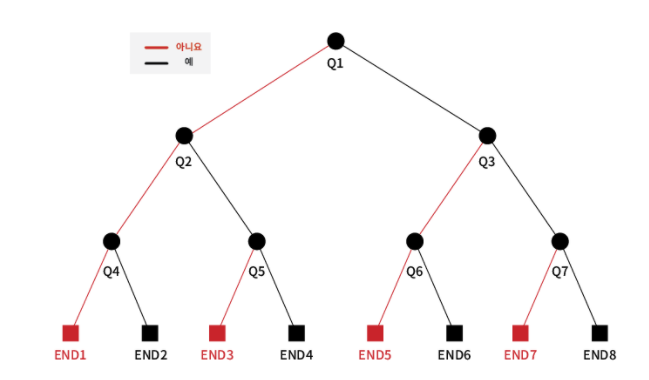 아니요
예
Q1
Q2
Q3
Q4
Q5
Q6
Q7
END1
END2
END3
END4
END5
END6
END7
END8